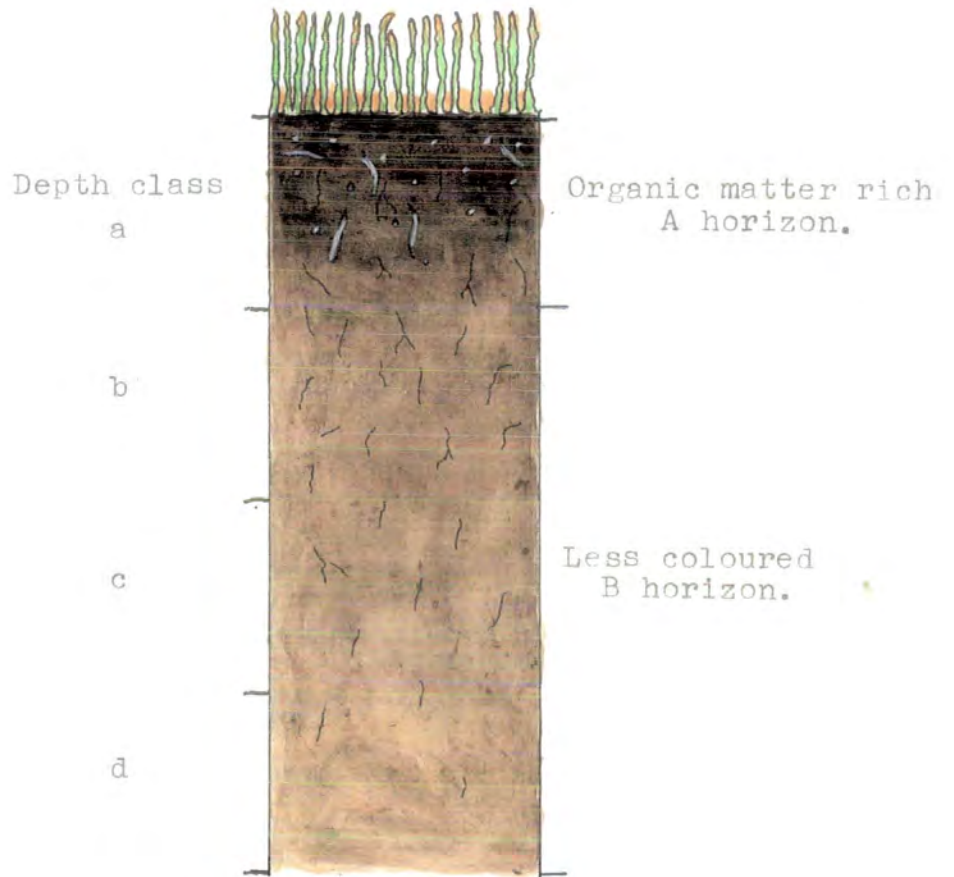 Depth class
a
Organic matter rich
A horizon.
b
c
Less coloured
B horizon.
d